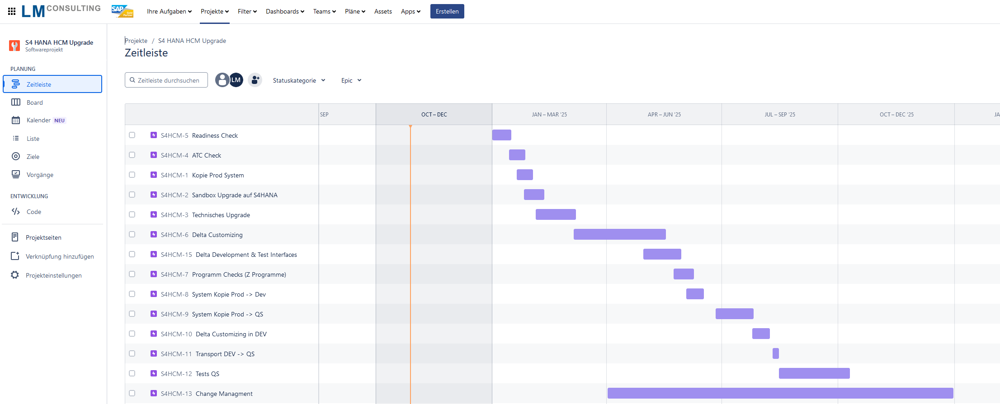 LM CONSULTING SAP Gold Partner Ihre Aufgaben Projekte Filter Dashboards Teams Pläne Assets Apps Erstellen
S4 HANA HCM Upgrade
Softwareprojekt
PLANUNG
Zeitleiste
Board
Kalender NEU
Liste
Ziele
Vorgänge
ENTWICKLUNG
Code
Projektseiten
Verknüpfung hinzufügen
Projekteinstellungen
Projekte / S4 HANA HCM Upgrade
Zeitleiste
Zeitleiste durchsuchen LM Statuskategorie Epic
SEP OCT – DEC JAN – MAR '25 APR – JUN '25 JUL – SEP '25 OCT – DEC '25 JA
S4HCM-5 Readiness Check
S4HCM-4 ATC Check
S4HCM-1 Kopie Prod System
S4HCM-2 Sandbox Upgrade auf S4HANA
S4HCM-3 Technisches Upgrade
S4HCM-6 Delta Customizing
S4HCM-15 Delta Development & Test Interfaces
S4HCM-7 Programm Checks (Z Programme)
S4HCM-8 System Kopie Prod -> Dev
S4HCM-9 System Kopie Prod -> QS
S4HCM-10 Delta Customizing in DEV
S4HCM-11 Transport DEV -> QS
S4HCM-12 Tests QS
S4HCM-13 Change Managment